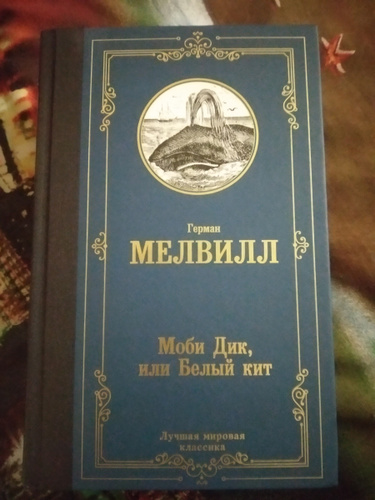 Герман
МЕЛВИЛЛ
Моби Дик,
или Белый кит
Лучшая мировая
классика